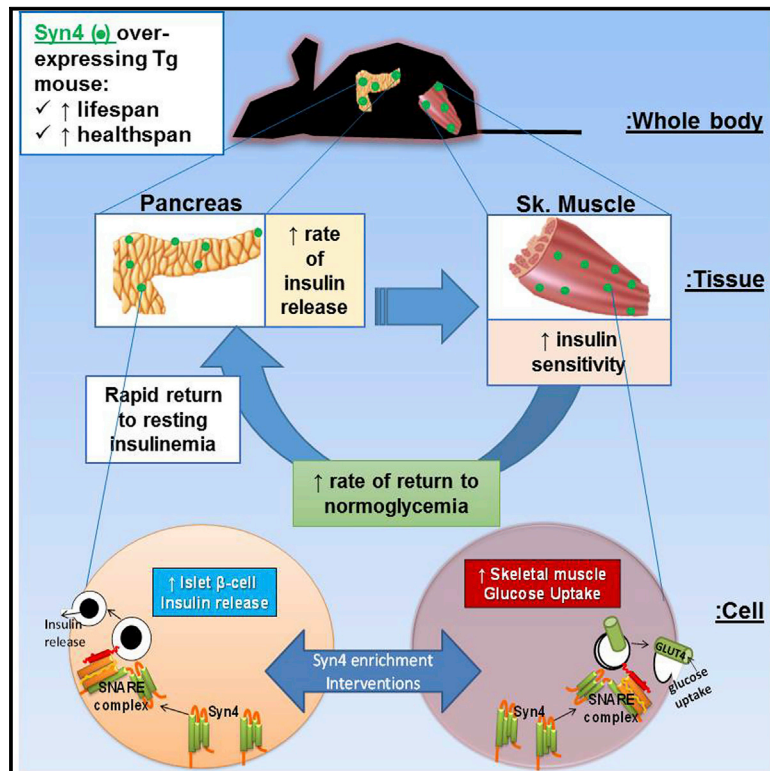 Syn4 (●) over-
expressing Tg
mouse:
✓ ↑ lifespan
✓ ↑ healthspan
:Whole body
Pancreas
Sk. Muscle
↑ rate
of
insulin
release
:Tissue
↑ insulin
sensitivity
Rapid return
to resting
insulinemia
↑ rate of return to
normoglycemia
↑ Islet β-cell
Insulin release
↑ Skeletal muscle
Glucose Uptake
:Cell
Insulin
release
GLUT4
glucose
uptake
Syn4 enrichment
Interventions
SNARE
complex
Syn4
Syn4
SNARE
complex